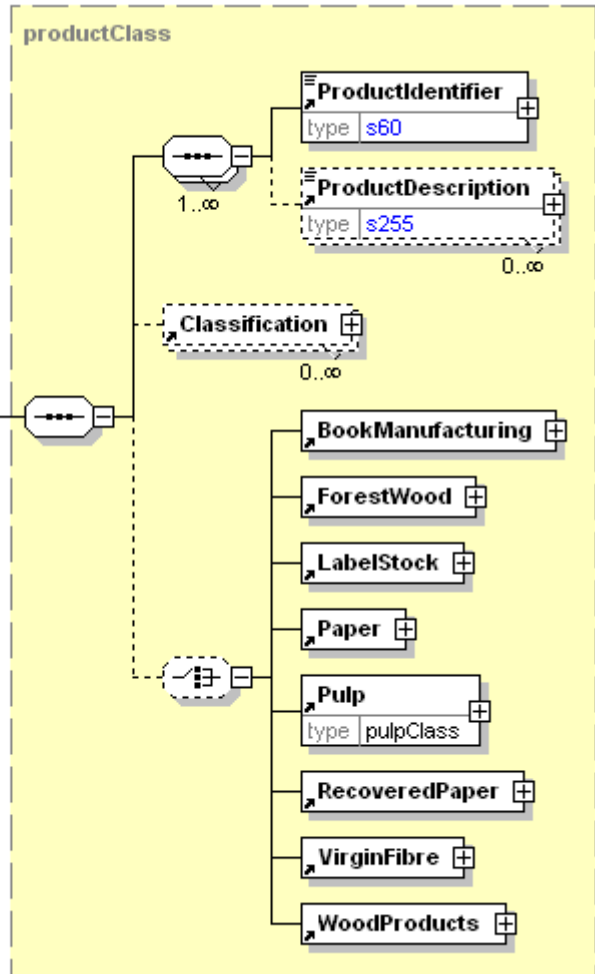 productClass
ProductIdentifier
type s60
ProductDescription
type s255
1..∞
0..∞
Classification
0..∞
BookManufacturing
ForestWood
LabelStock
Paper
Pulp
type pulpClass
RecoveredPaper
VirginFibre
WoodProducts